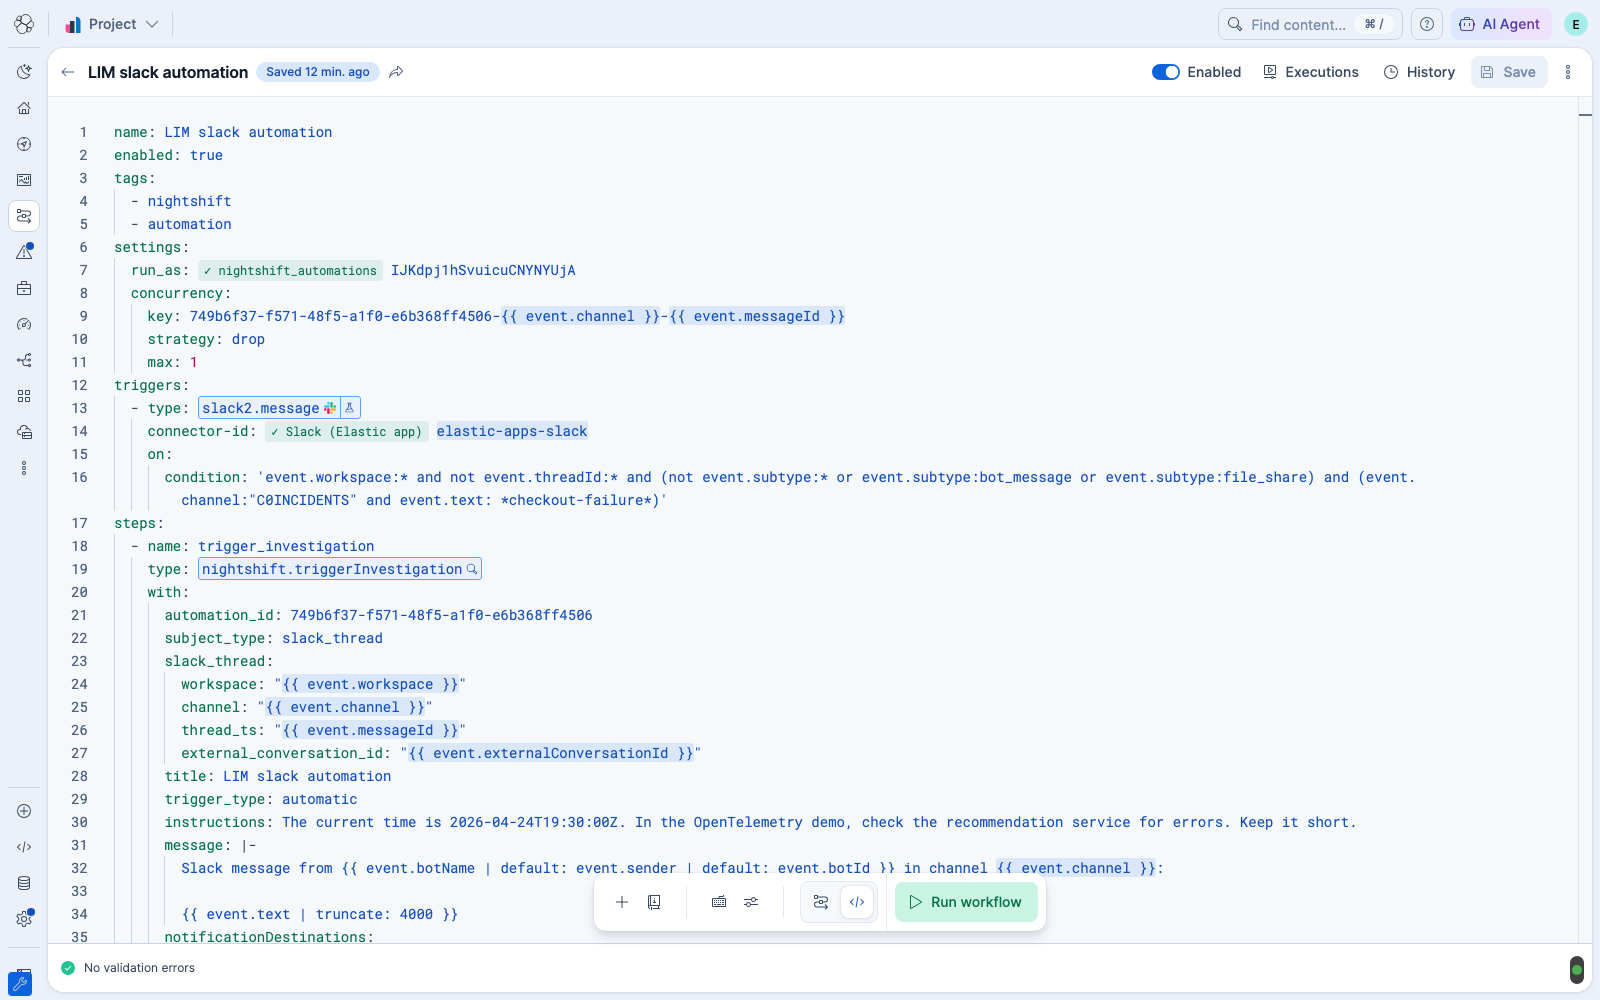 Project
Find content... ⌘ /
AI Agent
E
LIM slack automation
Saved 12 min. ago
Enabled
Executions
History
Save
1 name: LIM slack automation
2 enabled: true
3 tags:
4 - nightshift
5 - automation
6 settings:
7 run_as: ✓ nightshift_automations IJKdpj1hSvuicuCNYNYUjA
8 concurrency:
9 key: 749b6f37-f571-48f5-a1f0-e6b368ff4506-{{ event.channel }}-{{ event.messageId }}
10 strategy: drop
11 max: 1
12 triggers:
13 - type: slack2.message
14 connector-id: ✓ Slack (Elastic app) elastic-apps-slack
15 on:
16 condition: 'event.workspace:* and not event.threadId:* and (not event.subtype:* or event.subtype:bot_message or event.subtype:file_share) and (event.
channel:"C0INCIDENTS" and event.text: *checkout-failure*)'
17 steps:
18 - name: trigger_investigation
19 type: nightshift.triggerInvestigation
20 with:
21 automation_id: 749b6f37-f571-48f5-a1f0-e6b368ff4506
22 subject_type: slack_thread
23 slack_thread:
24 workspace: "{{ event.workspace }}"
25 channel: "{{ event.channel }}"
26 thread_ts: "{{ event.messageId }}"
27 external_conversation_id: "{{ event.externalConversationId }}"
28 title: LIM slack automation
29 trigger_type: automatic
30 instructions: The current time is 2026-04-24T19:30:00Z. In the OpenTelemetry demo, check the recommendation service for errors. Keep it short.
31 message: |-
32 Slack message from {{ event.botName | default: event.sender | default: event.botId }} in channel {{ event.channel }}:
33
34 {{ event.text | truncate: 4000 }}
35 notificationDestinations:
Run workflow
No validation errors